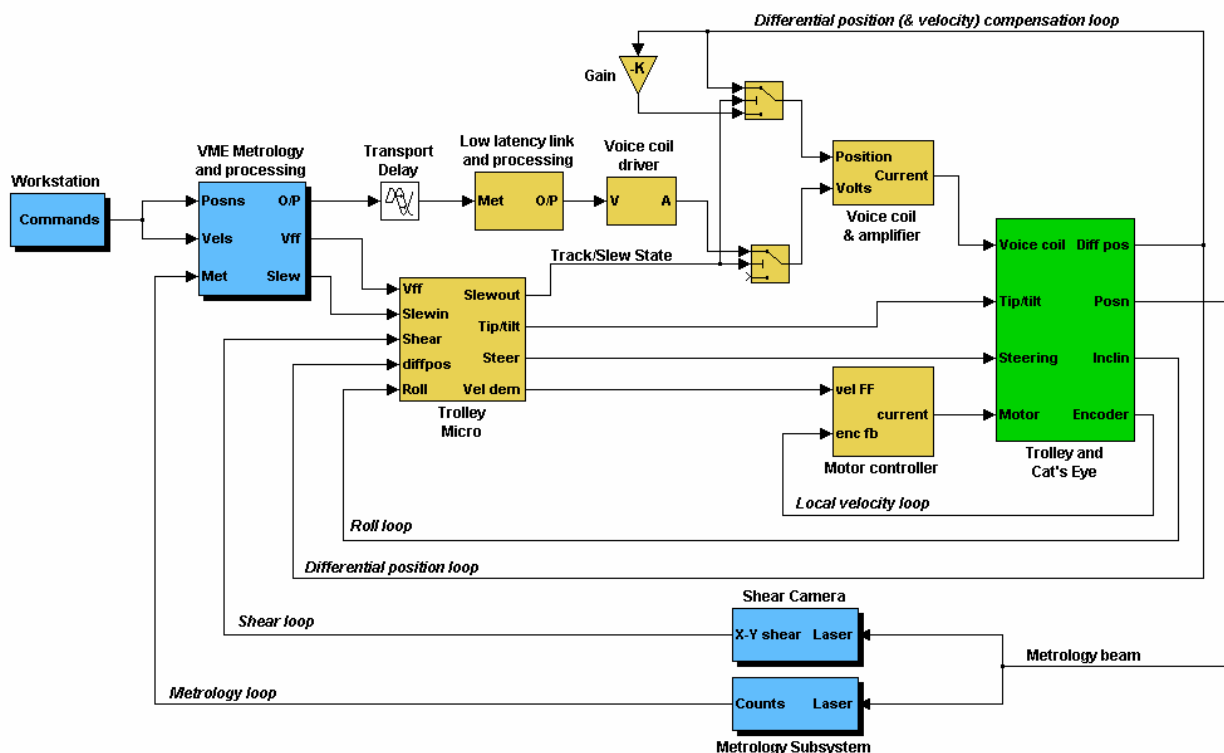 Differential position (& velocity) compensation loop
-K
Gain
VME Metrology
and processing
Transport
Delay
Low latency link
and processing
Voice coil
driver
Workstation
Commands
Posns
O/P
Vels
Vff
Met
Slew
Met
O/P
V
A
Position
Current
Volts
Voice coil
& amplifier
Track/Slew State
Vff
Slewout
Slewin
Tip/tilt
Shear
Steer
diffpos
Roll
Vel dem
Trolley
Micro
vel FF
current
enc fb
Motor controller
Voice coil
Diff pos
Tip/tilt
Posn
Steering
Inclin
Motor
Encoder
Trolley and
Cat's Eye
Local velocity loop
Roll loop
Differential position loop
Shear Camera
X-Y shear
Laser
Shear loop
Metrology beam
Metrology loop
Counts
Laser
Metrology Subsystem